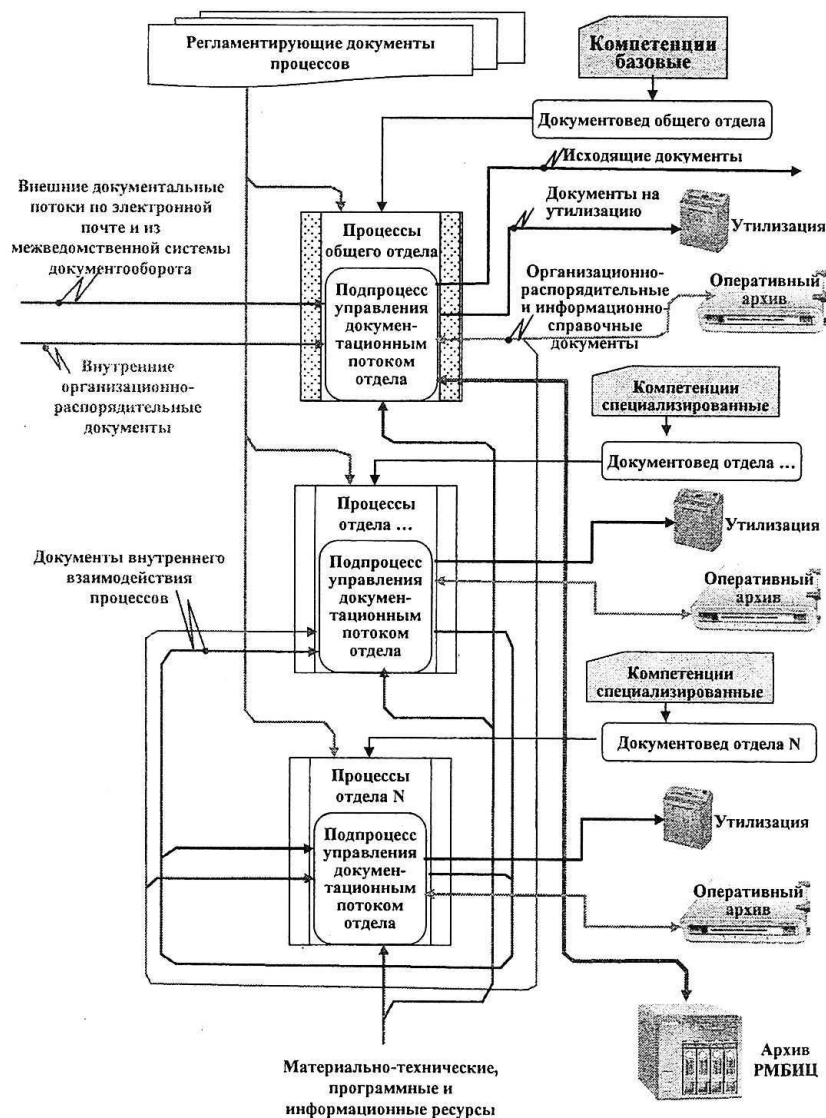 Регламентирующие документы
процессов
Компетенции
базовые
Документовед общего отдела
Исходящие документы
Внешние документальные
потоки по электронной
почте и из
межведомственной системы
документооборота
Документы на
утилизацию
Утилизация
Процессы
общего отдела
Организационно-
распорядительные
и информационно-
справочные
документы
Оперативный
архив
Подпроцесс
управления
докумен-
тационным
потоком
отдела
Внутренние
организационно-
распорядительные
документы
Компетенции
специализированные
Документовед отдела ...
Процессы
отдела ...
Утилизация
Подпроцесс
управления
докумен-
тационным
потоком
отдела
Документы внутреннего
взаимодействия
процессов
Оперативный
архив
Компетенции
специализированные
Документовед отдела N
Процессы
отдела N
Утилизация
Подпроцесс
управления
докумен-
тационным
потоком
отдела
Оперативный
архив
Архив
РМБИЦ
Материально-технические,
программные и
информационные ресурсы